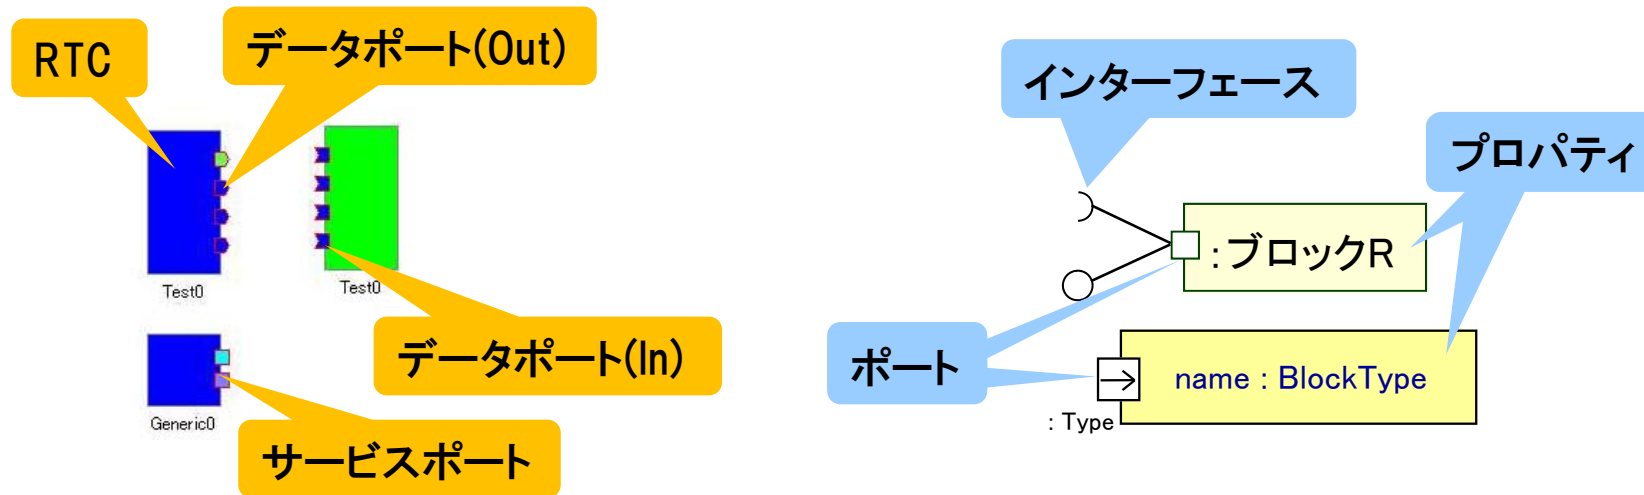 RTC
データポート(Out)
Test0
Test0
データポート(In)
Generic0
サービスポート
インターフェース
プロパティ
:ブロックR
ポート
name : BlockType
: Type